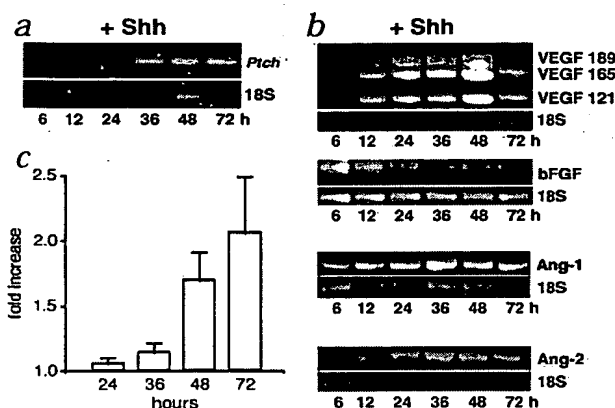 a
+ Shh
Ptch
18S
6 12 24 36 48 72 h
b
+ Shh
VEGF 189
VEGF 165
VEGF 121
18S
6 12 24 36 48 72 h
bFGF
18S
6 12 24 36 48 72 h
Ang-1
18S
6 12 24 36 48 72 h
Ang-2
18S
6 12 24 36 48 72 h
c
fold increase
2.5
2.0
1.5
1.0
24 36 48 72
hours